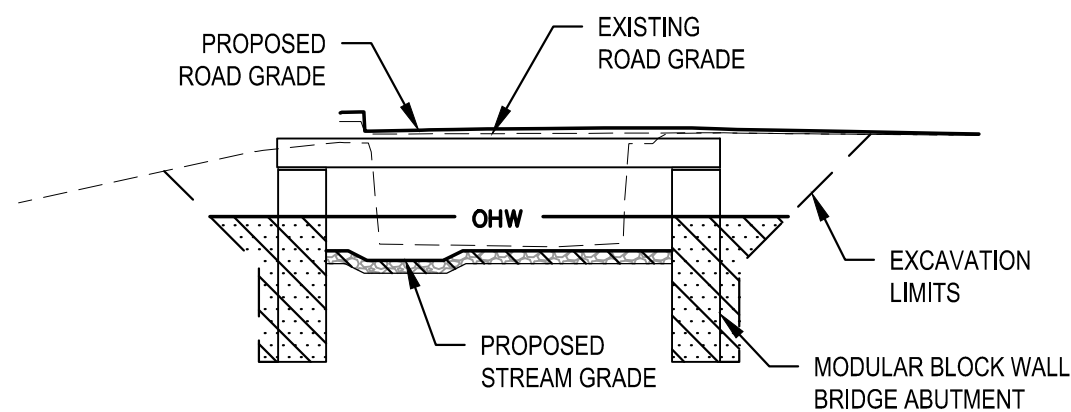 PROPOSED
ROAD GRADE
EXISTING
ROAD GRADE
OHW
EXCAVATION
LIMITS
PROPOSED
STREAM GRADE
MODULAR BLOCK WALL
BRIDGE ABUTMENT